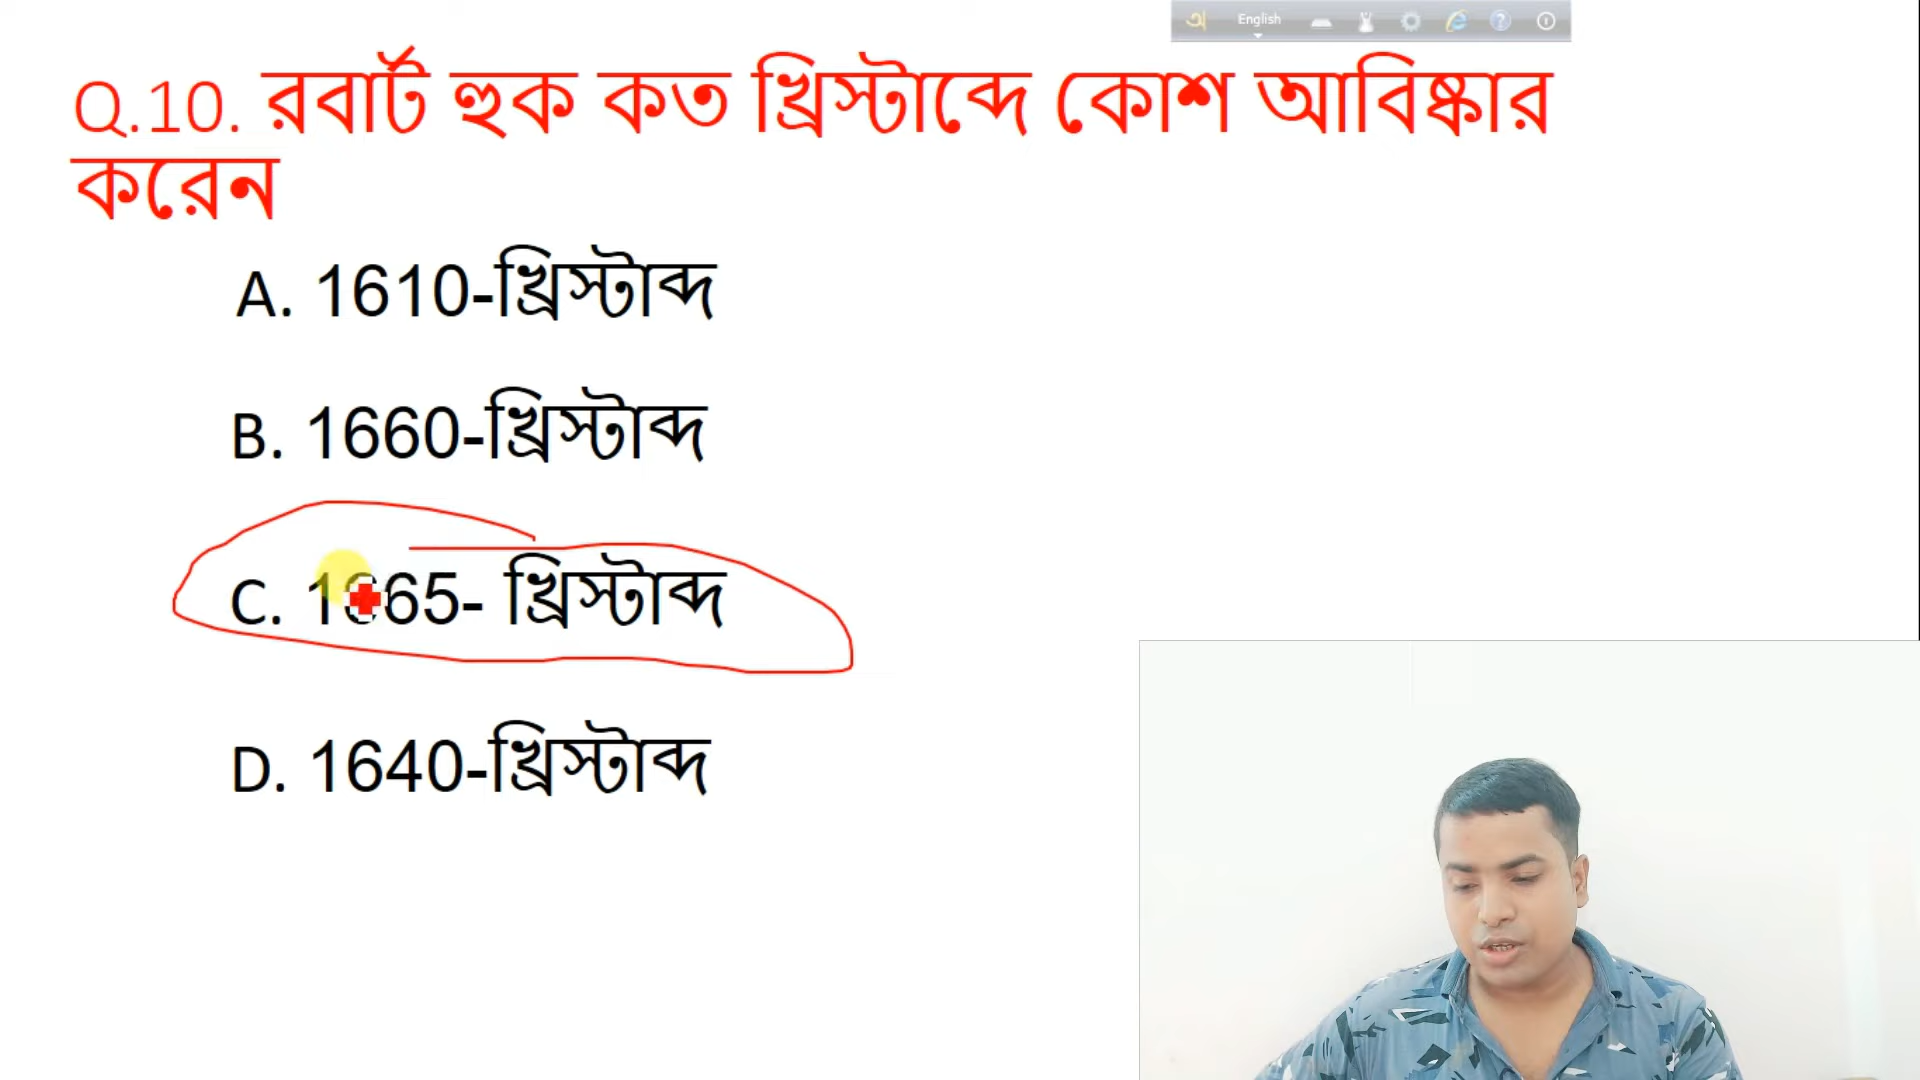 অ English
Q.10. রবার্ট হুক কত খ্রিস্টাব্দে কোশ আবিষ্কার
করেন
A. 1610-খ্রিস্টাব্দ
B. 1660-খ্রিস্টাব্দ
C. 1665- খ্রিস্টাব্দ
D. 1640-খ্রিস্টাব্দ